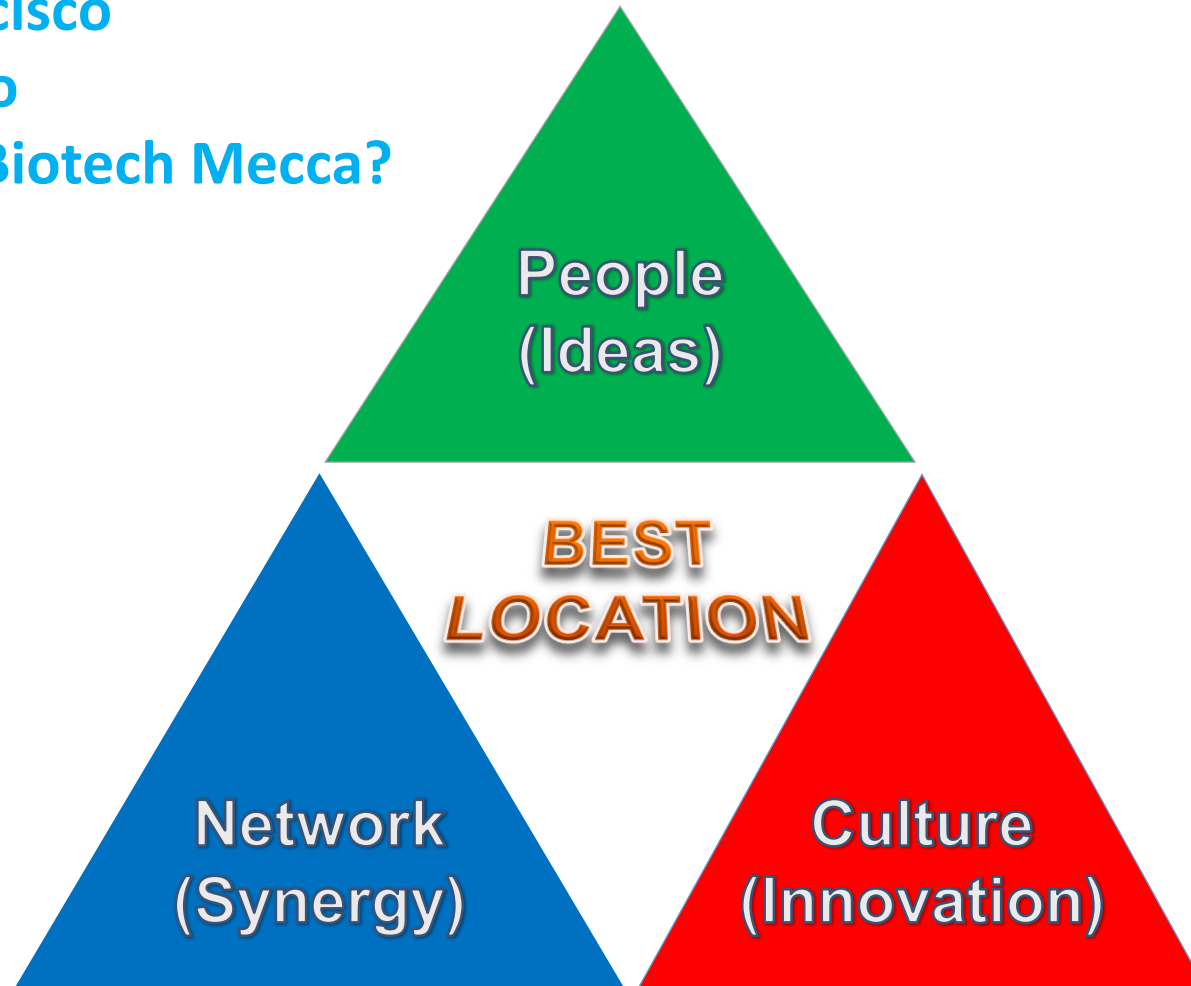 cisco
o
Biotech Mecca?
People
(Ideas)
BEST
LOCATION
Network
(Synergy)
Culture
(Innovation)